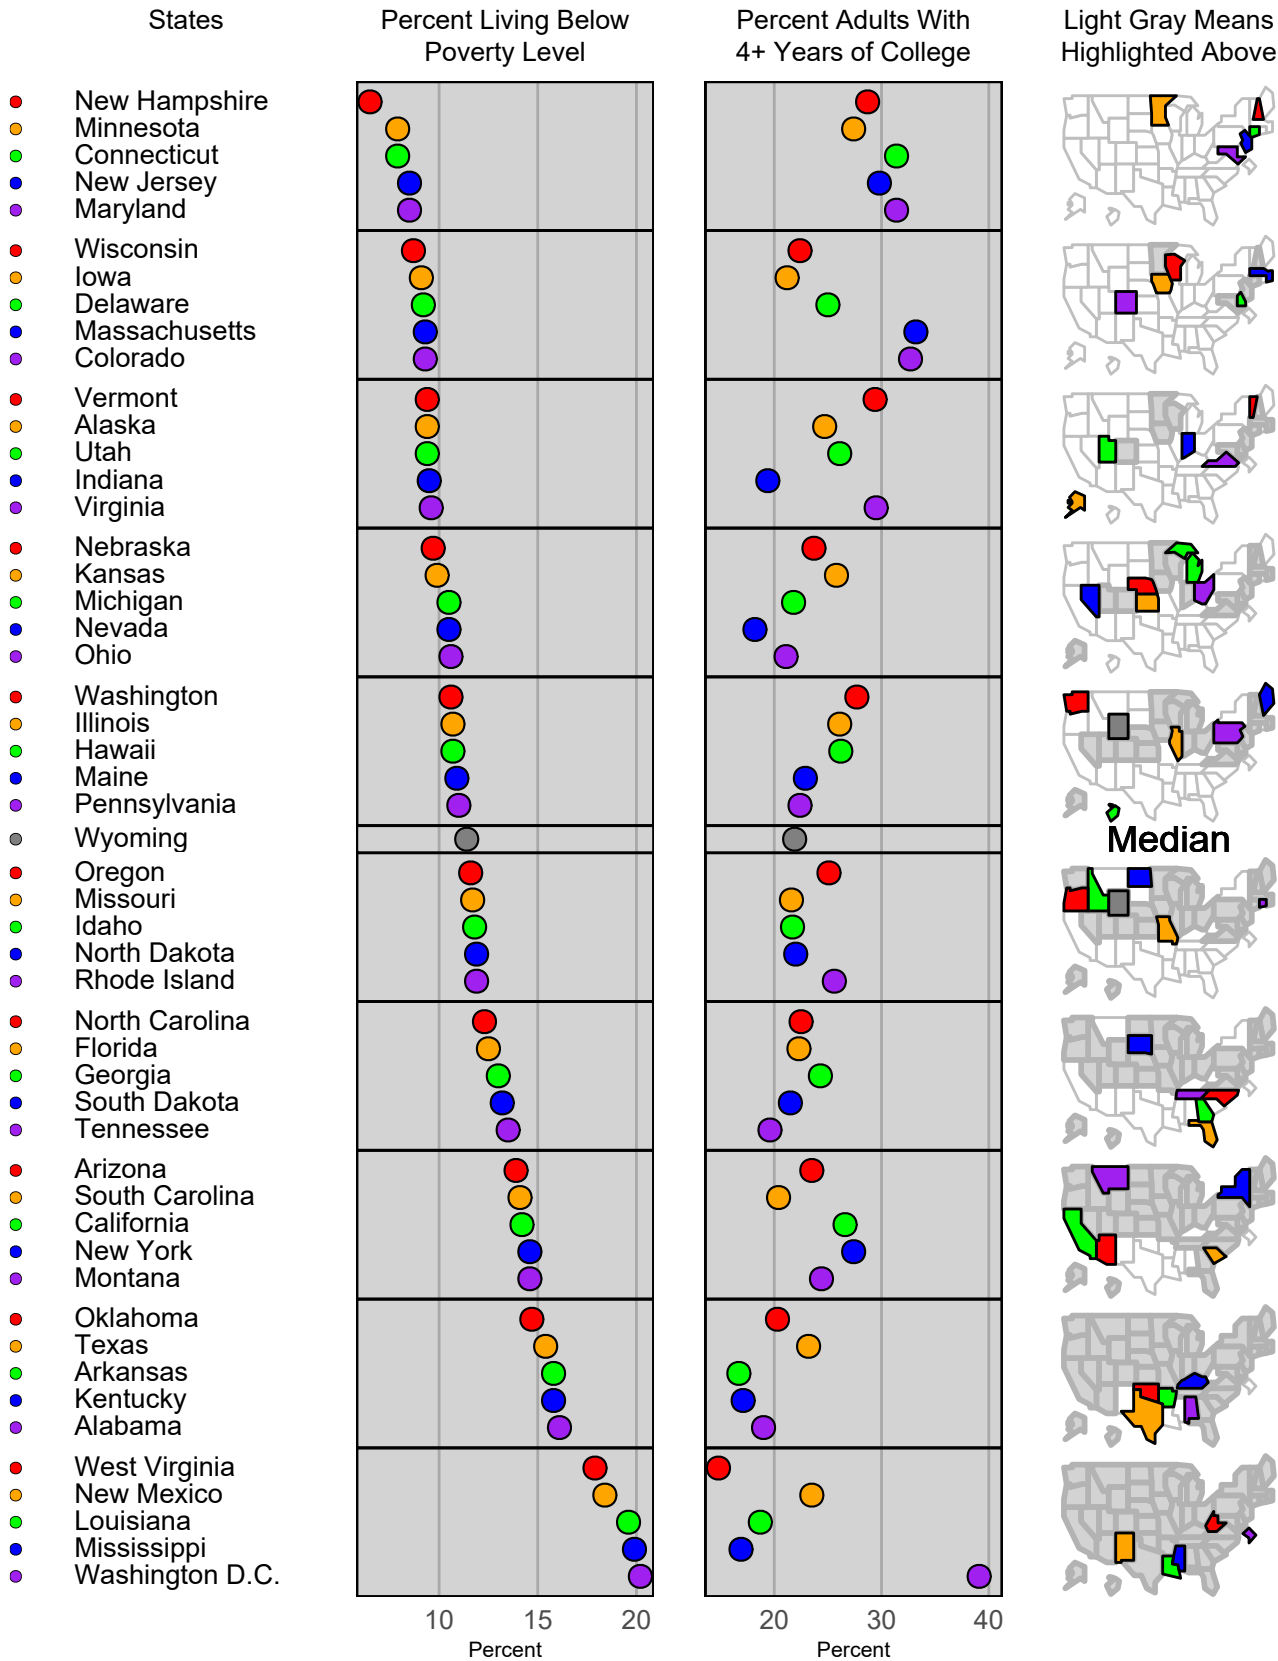 States
Percent Living Below
Poverty Level
Percent Adults With
4+ Years of College
Light Gray Means
Highlighted Above
New Hampshire
Minnesota
Connecticut
New Jersey
Maryland
Wisconsin
Iowa
Delaware
Massachusetts
Colorado
Vermont
Alaska
Utah
Indiana
Virginia
Nebraska
Kansas
Michigan
Nevada
Ohio
Washington
Illinois
Hawaii
Maine
Pennsylvania
Wyoming
Median
Oregon
Missouri
Idaho
North Dakota
Rhode Island
North Carolina
Florida
Georgia
South Dakota
Tennessee
Arizona
South Carolina
California
New York
Montana
Oklahoma
Texas
Arkansas
Kentucky
Alabama
West Virginia
New Mexico
Louisiana
Mississippi
Washington D.C.
10 15 20
20 30 40
Percent
Percent